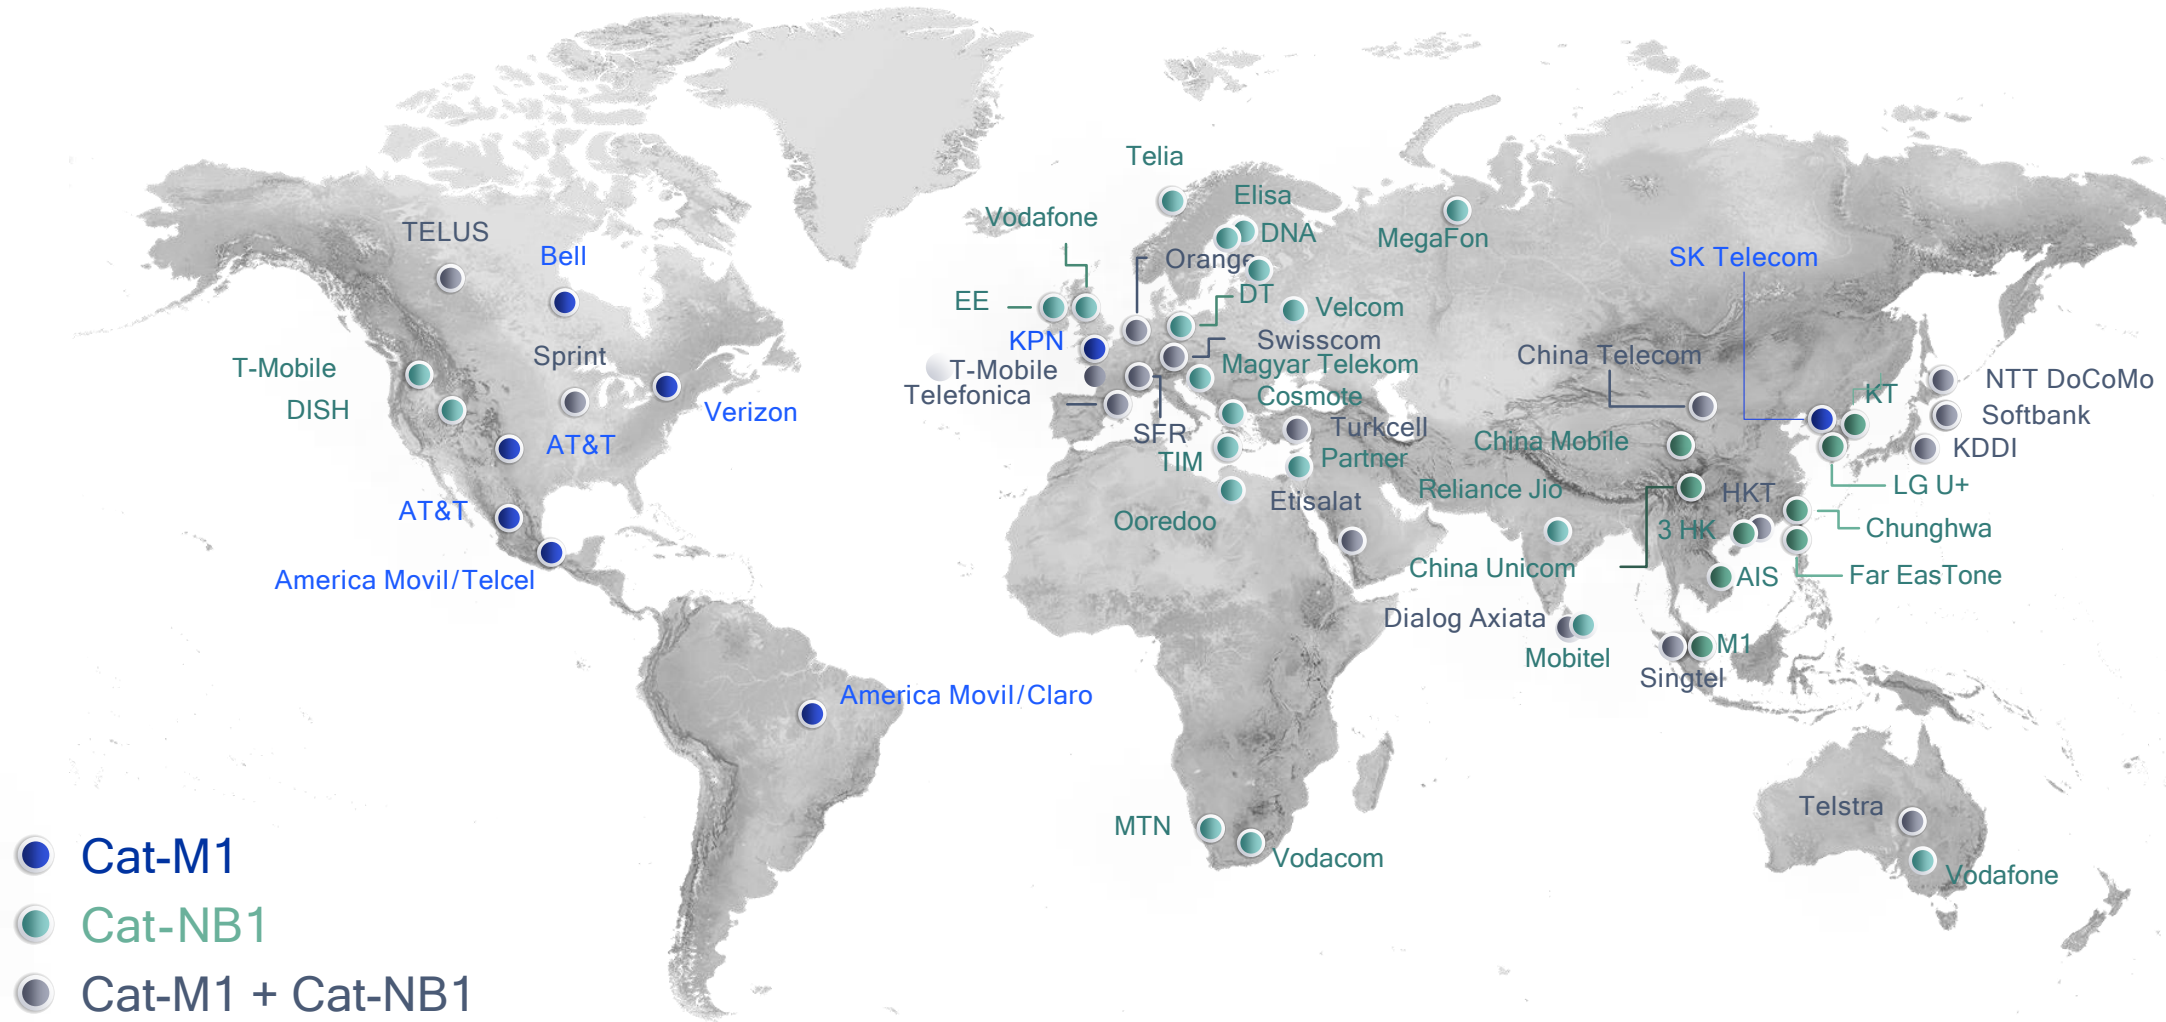 Telia
Elisa
Vodafone
DNA
TELUS
MegaFon
Bell
Orange
SK Telecom
DT
EE
Velcom
KPN
Swisscom
Sprint
China Telecom
T-Mobile
T-Mobile
Magyar Telekom
NTT DoCoMo
Telefonica
Cosmote
KT
DISH
Verizon
Softbank
SFR
Turkcell
AT&T
China Mobile
KDDI
TIM
Partner
Reliance Jio
LG U+
HKT
Etisalat
AT&T
Ooredoo
3 HK
Chunghwa
China Unicom
America Movil/Telcel
AIS
Far EasTone
Dialog Axiata
Mobitel
M1
Singtel
America Movil/Claro
Telstra
MTN
Vodacom
Vodafone
Cat-M1
Cat-NB1
Cat-M1 + Cat-NB1